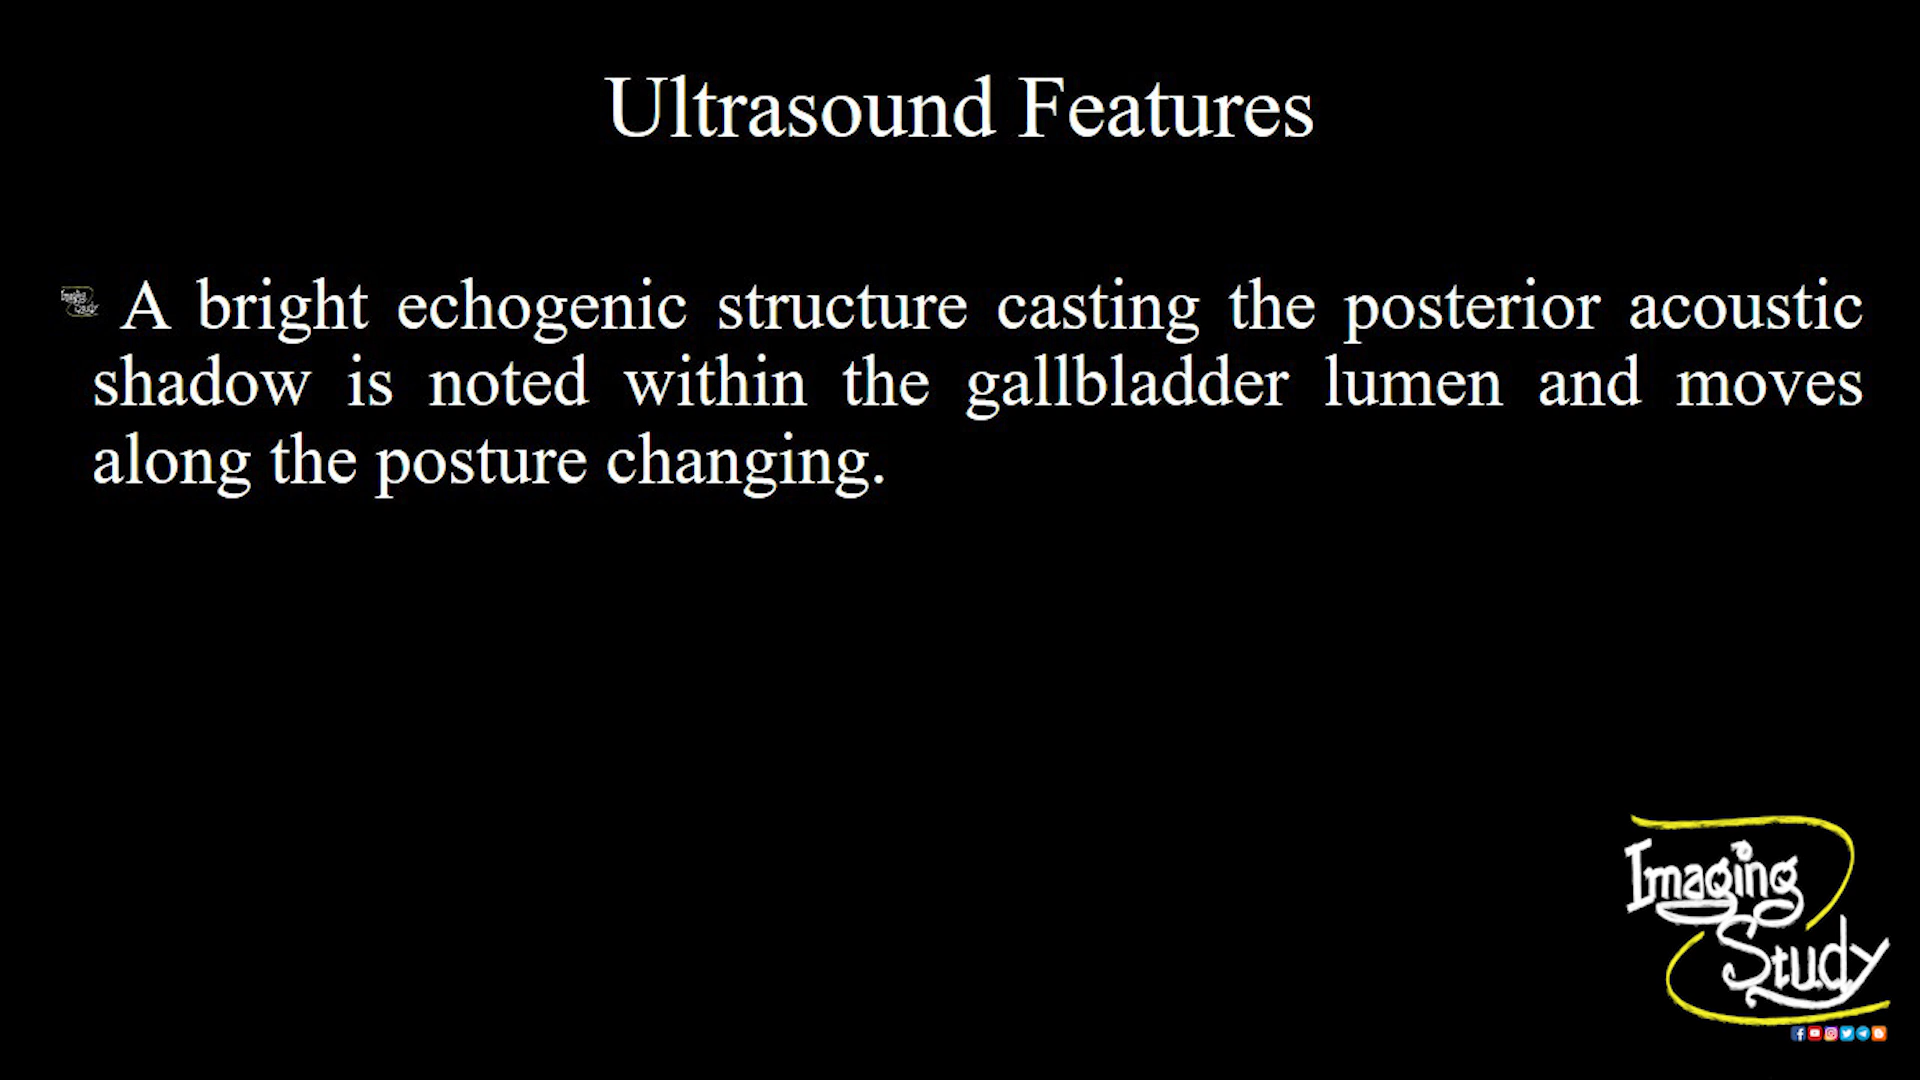 Ultrasound Features
A bright echogenic structure casting the posterior acoustic
shadow is noted within the gallbladder lumen and moves
along the posture changing.
Imaging
Study